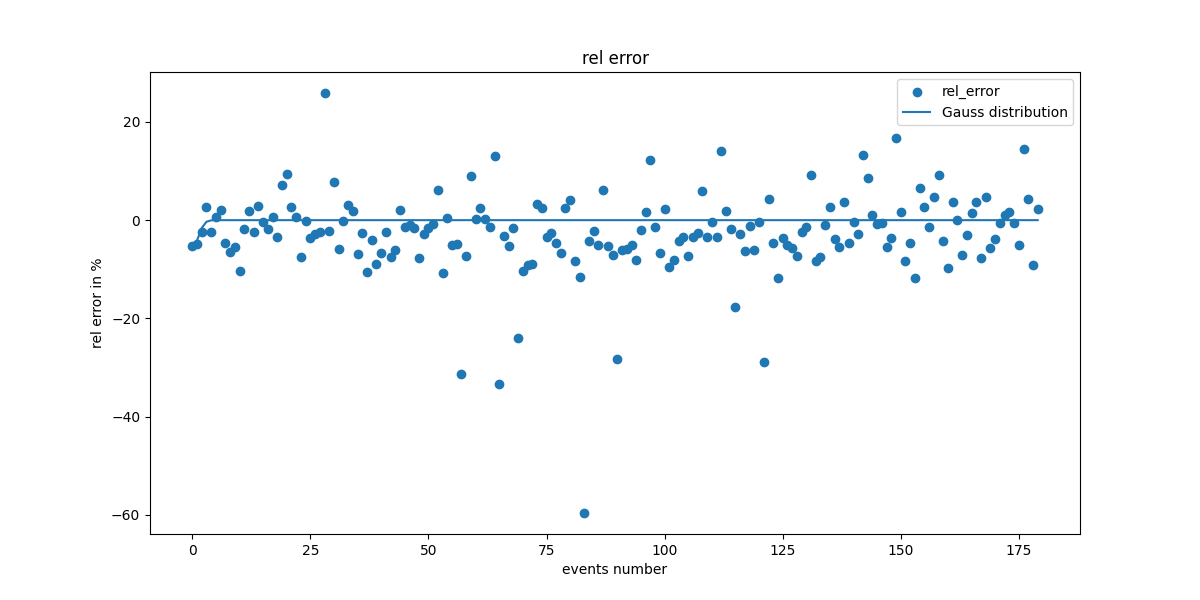 rel error
rel_error
Gauss distribution
20
0
−20
−40
−60
rel error in %
0 25 50 75 100 125 150 175
events number